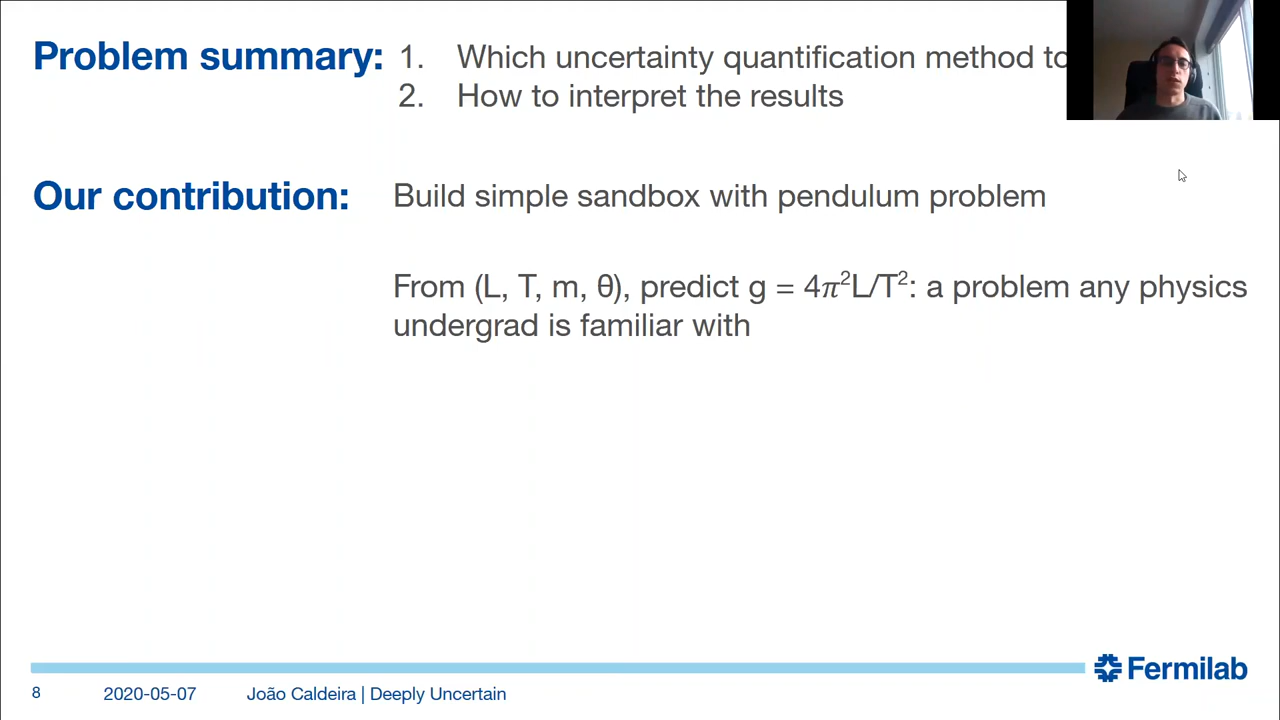 Problem summary: 1. Which uncertainty quantification method to
2. How to interpret the results
Our contribution: Build simple sandbox with pendulum problem
From (L, T, m, θ), predict g = 4π²L/T²: a problem any physics
undergrad is familiar with
Fermilab
8 2020-05-07 João Caldeira | Deeply Uncertain